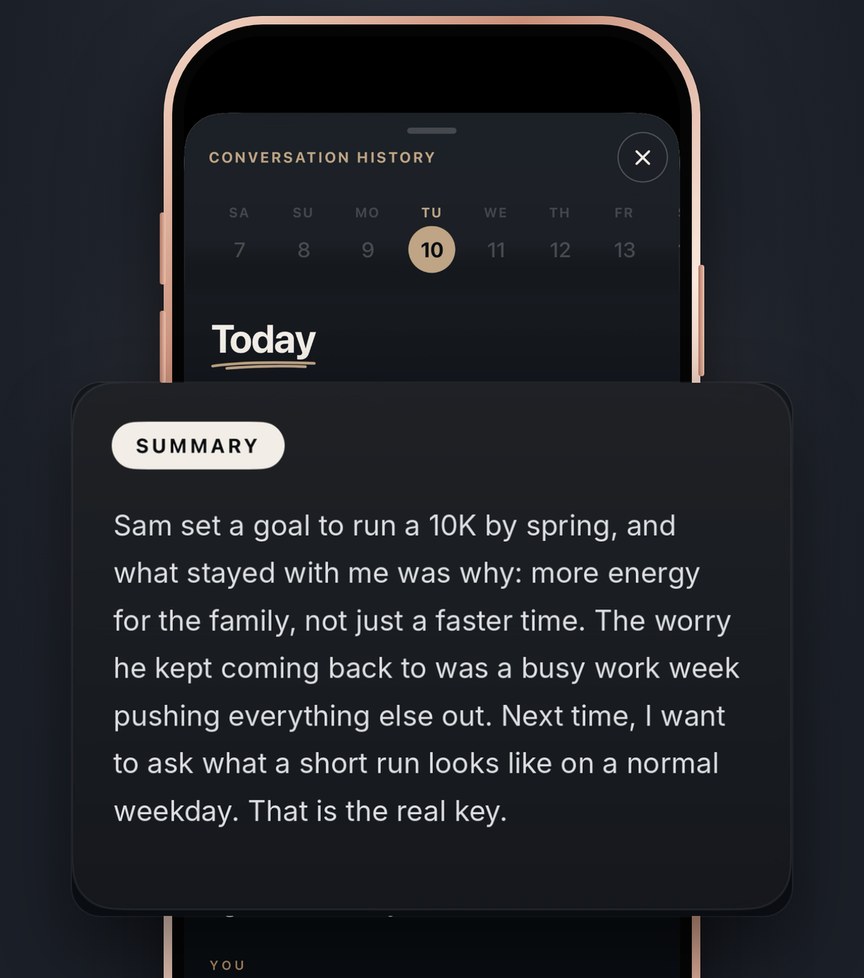 CONVERSATION HISTORY
SA SU MO TU WE TH FR
7 8 9 10 11 12 13
Today
SUMMARY
Sam set a goal to run a 10K by spring, and
what stayed with me was why: more energy
for the family, not just a faster time. The worry
he kept coming back to was a busy work week
pushing everything else out. Next time, I want
to ask what a short run looks like on a normal
weekday. That is the real key.
YOU